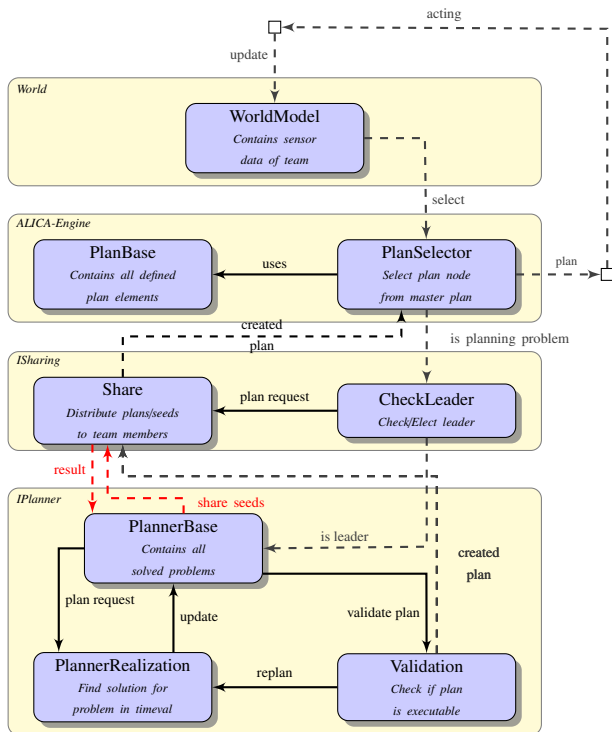 acting
update
World
WorldModel
Contains sensor
data of team
select
ALICA-Engine
PlanBase
Contains all defined
plan elements
uses
PlanSelector
Select plan node
from master plan
plan
created
plan
is planning problem
ISharing
Share
Distribute plans/seeds
to team members
plan request
CheckLeader
Check/Elect leader
result
share seeds
IPlanner
PlannerBase
Contains all
solved problems
is leader
created
plan
plan request
update
validate plan
PlannerRealization
Find solution for
problem in timeval
replan
Validation
Check if plan
is executable